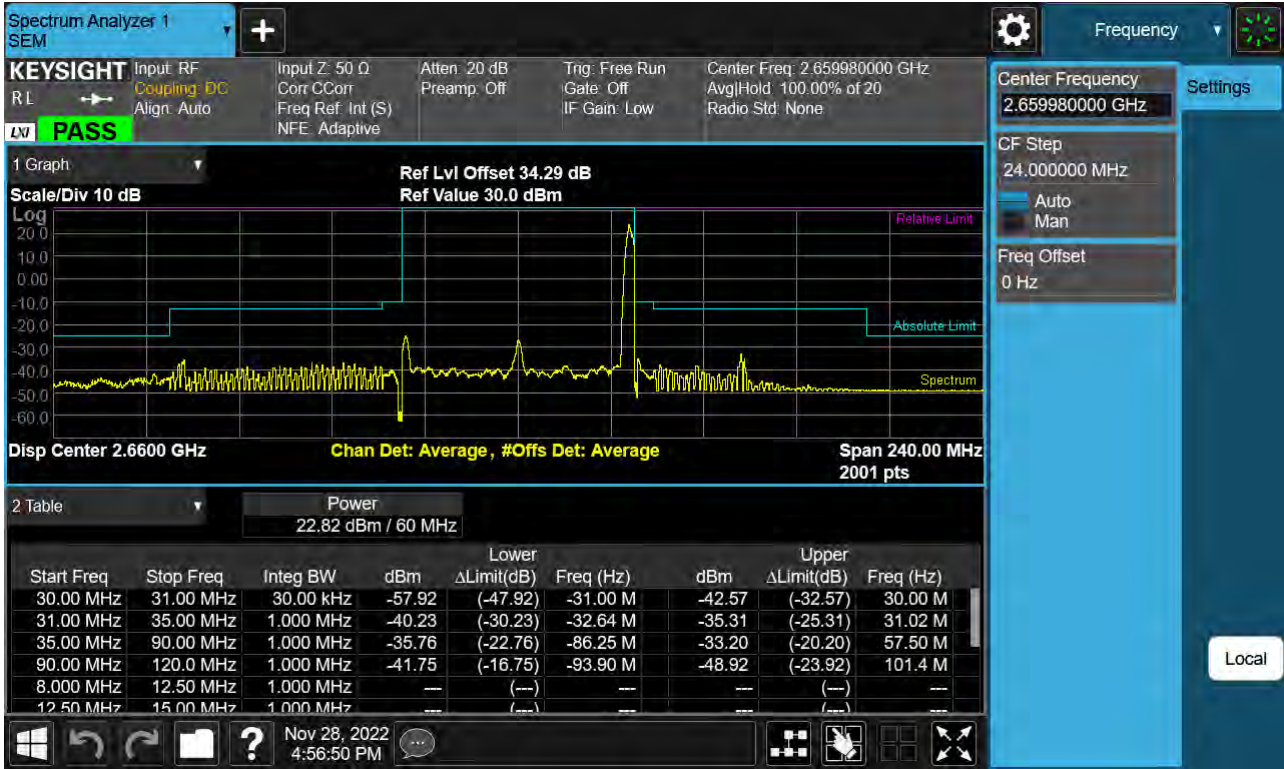 Spectrum Analyzer 1
SEM
+
Frequency
KEYSIGHT
R L
LXI
PASS
Input: RF
Coupling: DC
Align: Auto
Input Z: 50 Ω
Corr CCorr
Freq Ref: Int (S)
NFE: Adaptive
Atten: 20 dB
Preamp: Off
Trig: Free Run
Gate: Off
IF Gain: Low
Center Freq: 2.659980000 GHz
Avg|Hold: 100.00% of 20
Radio Std: None
Center Frequency
2.659980000 GHz
Settings
CF Step
24.000000 MHz
Auto
Man
Freq Offset
0 Hz
Local
1 Graph
Scale/Div 10 dB
Ref Lvl Offset 34.29 dB
Ref Value 30.0 dBm
Log
20.0
10.0
0.00
-10.0
-20.0
-30.0
-40.0
-50.0
-60.0
Relative Limit
Absolute Limit
Spectrum
Disp Center 2.6600 GHz
Chan Det: Average, #Offs Det: Average
Span 240.00 MHz
2001 pts
2 Table
Power
22.82 dBm / 60 MHz
Lower Upper
Start Freq Stop Freq Integ BW dBm ΔLimit(dB) Freq (Hz) dBm ΔLimit(dB) Freq (Hz)
30.00 MHz 31.00 MHz 30.00 kHz -57.92 (-47.92) -31.00 M -42.57 (-32.57) 30.00 M
31.00 MHz 35.00 MHz 1.000 MHz -40.23 (-30.23) -32.64 M -35.31 (-25.31) 31.02 M
35.00 MHz 90.00 MHz 1.000 MHz -35.76 (-22.76) -86.25 M -33.20 (-20.20) 57.50 M
90.00 MHz 120.0 MHz 1.000 MHz -41.75 (-16.75) -93.90 M -48.92 (-23.92) 101.4 M
8.000 MHz 12.50 MHz 1.000 MHz --- (---) --- --- (---) ---
12.50 MHz 15.00 MHz 1.000 MHz --- (---) --- --- (---) ---
?
Nov 28, 2022
4:56:50 PM